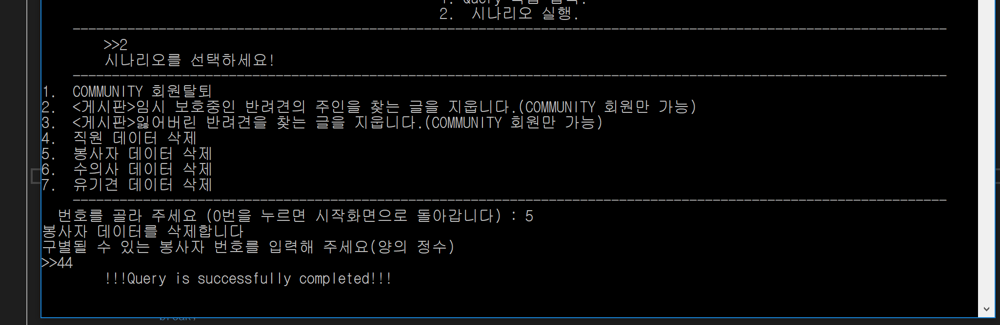 1. Query
2. 시나리오 실행.
>>2
시나리오를 선택하세요!
1. COMMUNITY 회원탈퇴
2. <게시판>임시 보호중인 반려견의 주인을 찾는 글을 지웁니다.(COMMUNITY 회원만 가능)
3. <게시판>잃어버린 반려견을 찾는 글을 지웁니다.(COMMUNITY 회원만 가능)
4. 직원 데이터 삭제
5. 봉사자 데이터 삭제
6. 수의사 데이터 삭제
7. 유기견 데이터 삭제
번호를 골라 주세요 (0번을 누르면 시작화면으로 돌아갑니다) : 5
봉사자 데이터를 삭제합니다
구별될 수 있는 봉사자 번호를 입력해 주세요(양의 정수)
>>44
!!!Query is successfully completed!!!